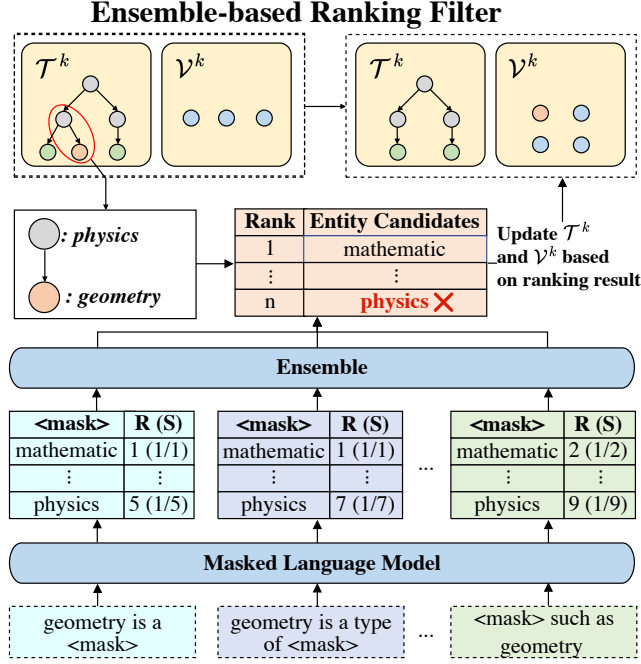 Ensemble-based Ranking Filter
𝒯^k
𝒱^k
𝒯^k
𝒱^k
: physics
: geometry
Rank Entity Candidates
1 mathematic
⋮ ⋮
n physics ✕
Update 𝒯^k
and 𝒱^k based
on ranking result
Ensemble
<mask> R (S)
mathematic 1 (1/1)
⋮ ⋮
physics 5 (1/5)
<mask> R (S)
mathematic 1 (1/1)
⋮ ⋮
physics 7 (1/7)
...
<mask> R (S)
mathematic 2 (1/2)
⋮ ⋮
physics 9 (1/9)
Masked Language Model
geometry is a
<mask>
geometry is a type
of <mask>
...
<mask> such as
geometry